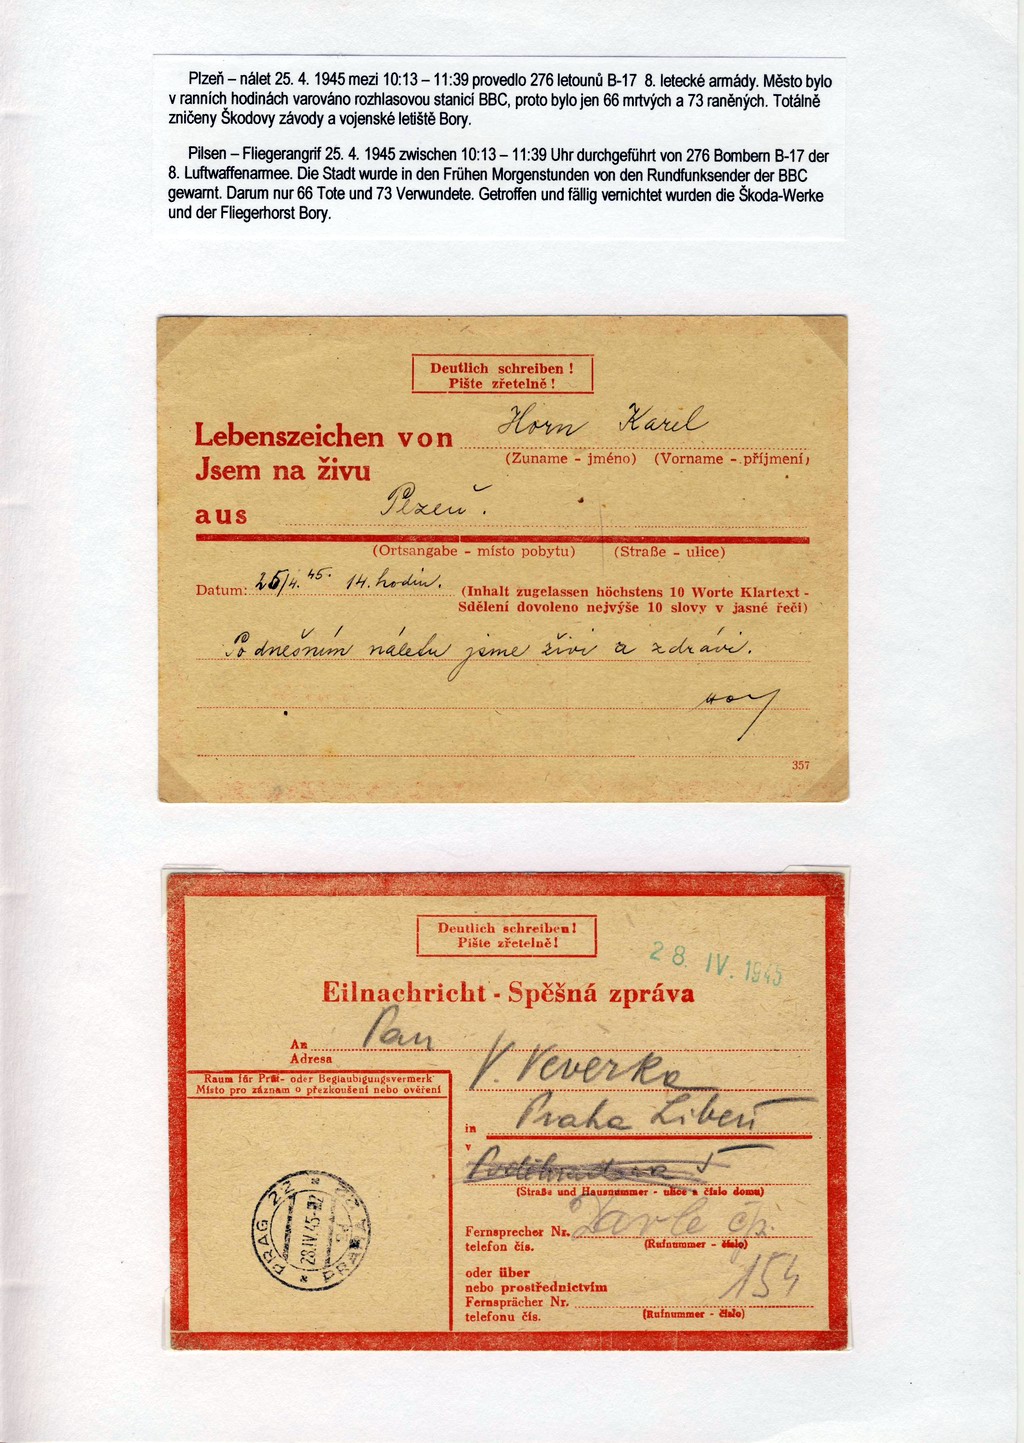 Plzeň – nálet 25. 4. 1945 mezi 10:13 – 11:39 provedlo 276 letounů B-17  8. letecké armády. Město bylo
v ranních hodinách varováno rozhlasovou stanicí BBC, proto bylo jen 66 mrtvých a 73 raněných. Totálně
zničeny Škodovy závody a vojenské letiště Bory.
Pilsen – Fliegerangrif 25. 4. 1945 zwischen 10:13 – 11:39 Uhr durchgeführt von 276 Bombern B-17 der
8. Luftwaffenarmee. Die Stadt wurde in den Frühen Morgenstunden von den Rundfunksender der BBC
gewarnt. Darum nur 66 Tote und 73 Verwundete. Getroffen und fällig vernichtet wurden die Škoda-Werke
und der Fliegerhorst Bory.
Deutlich schreiben !
Pište zřetelně !
Lebenszeichen von Horn Karel
Jsem na živu
(Zuname - jméno) (Vorname - příjmení)
aus Plzeň.
(Ortsangabe - místo pobytu) (Straße - ulice)
Datum: 25/4. 45. 14. hodin. (Inhalt zugelassen höchstens 10 Worte Klartext -
Sdělení dovoleno nejvýše 10 slovy v jasné řeči)
Po dnešním náletu jsme živi a zdrávi.
357
Deutlich schreiben!
Pište zřetelně!
28. IV. 1945
Eilnachricht - Spěšná zpráva
An Pan
Adresa
V. Veverka
Raum für Prüf- oder Beglaubigungsvermerk
Místo pro záznam o přezkoušení nebo ověření
in Praha Libeň
v
(Straße und Hausnummer - ulice a číslo domu)
Fernsprecher Nr. Davle čp.
telefon čís. (Rufnummer - číslo)
154
oder über
nebo prostřednictvím
Fernsprächer Nr.
telefonu čís. (Rufnummer - číslo)
PRAG 22
28.IV.45-22
PRAHA 22